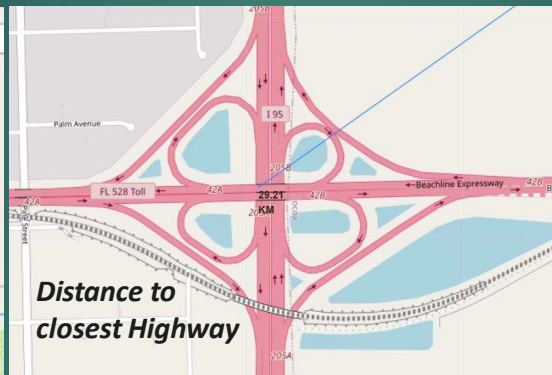 205B
I 95
Palm Avenue
205B
FL 528 Toll
42A
42B
Beachline Expressway
42B
42A
29.21
KM
Distance to
closest Highway
205A